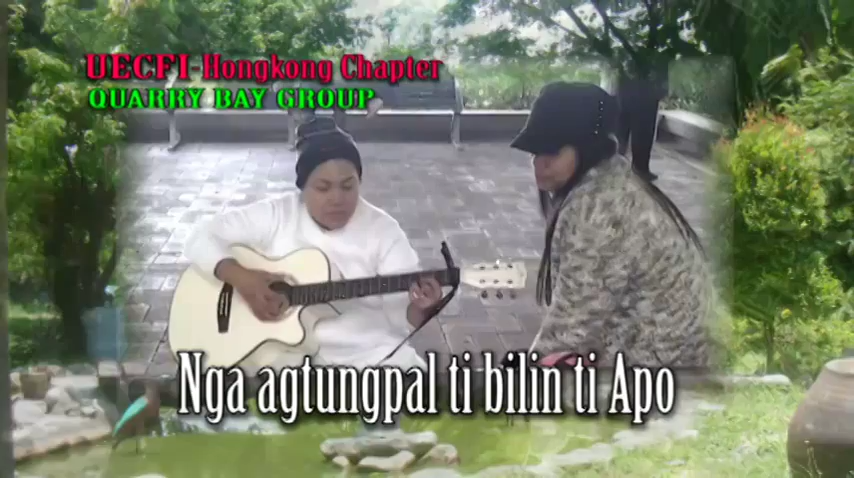 UECFI-Hongkong Chapter
QUARRY BAY GROUP
Nga agtungpal ti bilin ti Apo